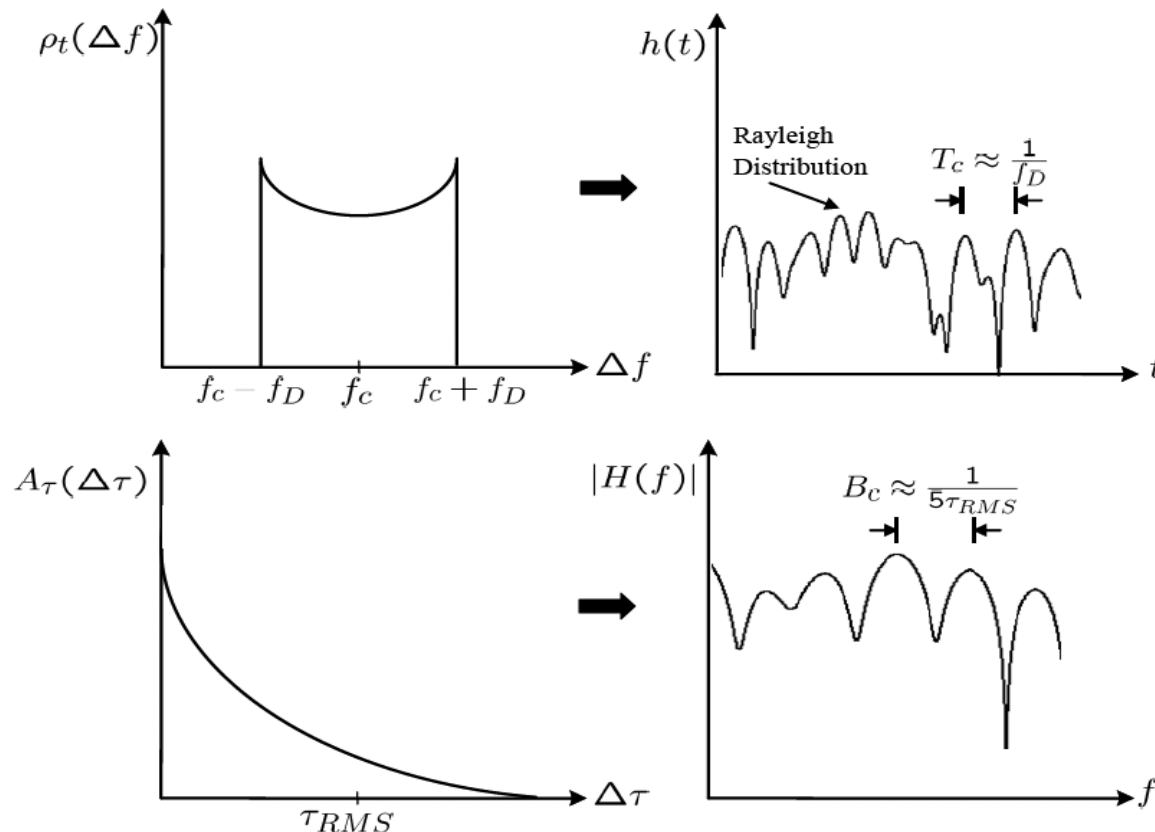 ρ_t(Δf)
f_c − f_D
f_c
f_c + f_D
Δf
h(t)
Rayleigh
Distribution
T_c ≈ 1/f_D
t
A_τ(Δτ)
τ_RMS
Δτ
|H(f)|
B_c ≈ 1/5τ_RMS
f